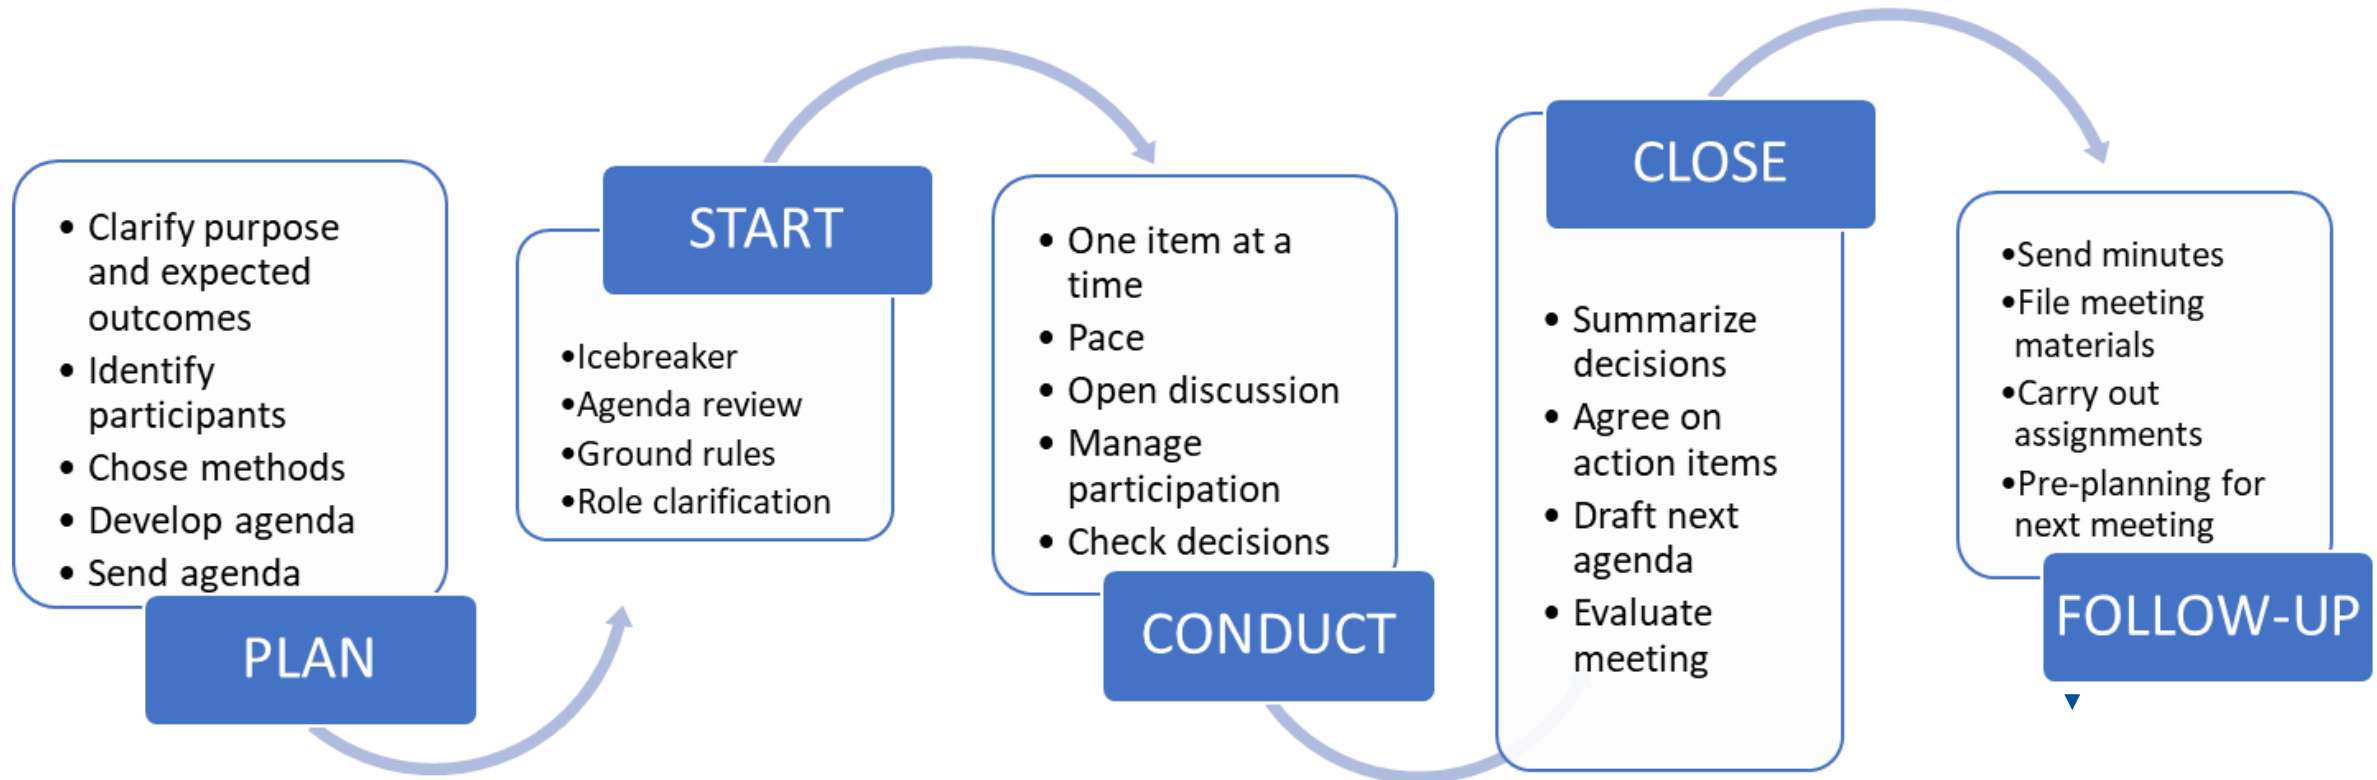 • Clarify purpose
and expected
outcomes
• Identify
participants
• Chose methods
• Develop agenda
• Send agenda
PLAN
START
•Icebreaker
•Agenda review
•Ground rules
•Role clarification
• One item at a
time
• Pace
• Open discussion
• Manage
participation
• Check decisions
CONDUCT
CLOSE
• Summarize
decisions
• Agree on
action items
• Draft next
agenda
• Evaluate
meeting
•Send minutes
•File meeting
materials
•Carry out
assignments
•Pre-planning for
next meeting
FOLLOW-UP